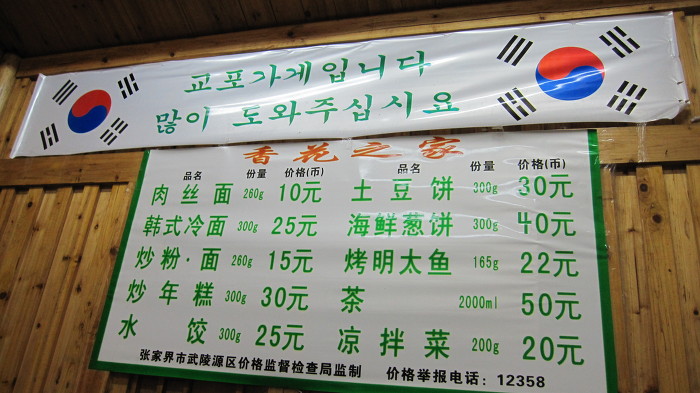 교포가게입니다
많이 도와주십시요
香花之家
品名 份量 价格(币) 品名 份量 价格(币)
肉丝面 260g 10元 土豆饼 300g 30元
韩式冷面 300g 25元 海鲜葱饼 300g 40元
炒粉·面 260g 15元 烤明太鱼 165g 22元
炒年糕 300g 30元 茶 2000ml 50元
水饺 300g 25元 凉拌菜 200g 20元
张家界市武陵源区价格监督检查局监制 价格举报电话：12358